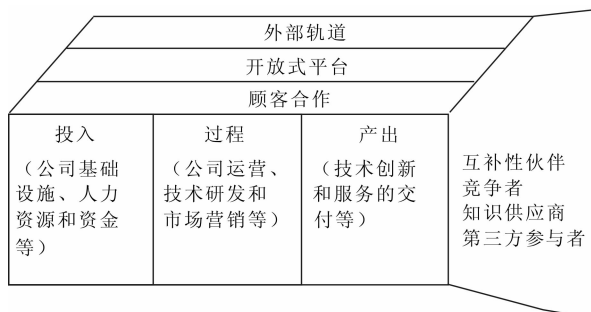 外部轨道
开放式平台
顾客合作
投入
（公司基础
设施、人力
资源和资金
等）
过程
（公司运营、
技术研发和
市场营销等）
产出
（技术创新
和服务的交
付等）
互补性伙伴
竞争者
知识供应商
第三方参与者